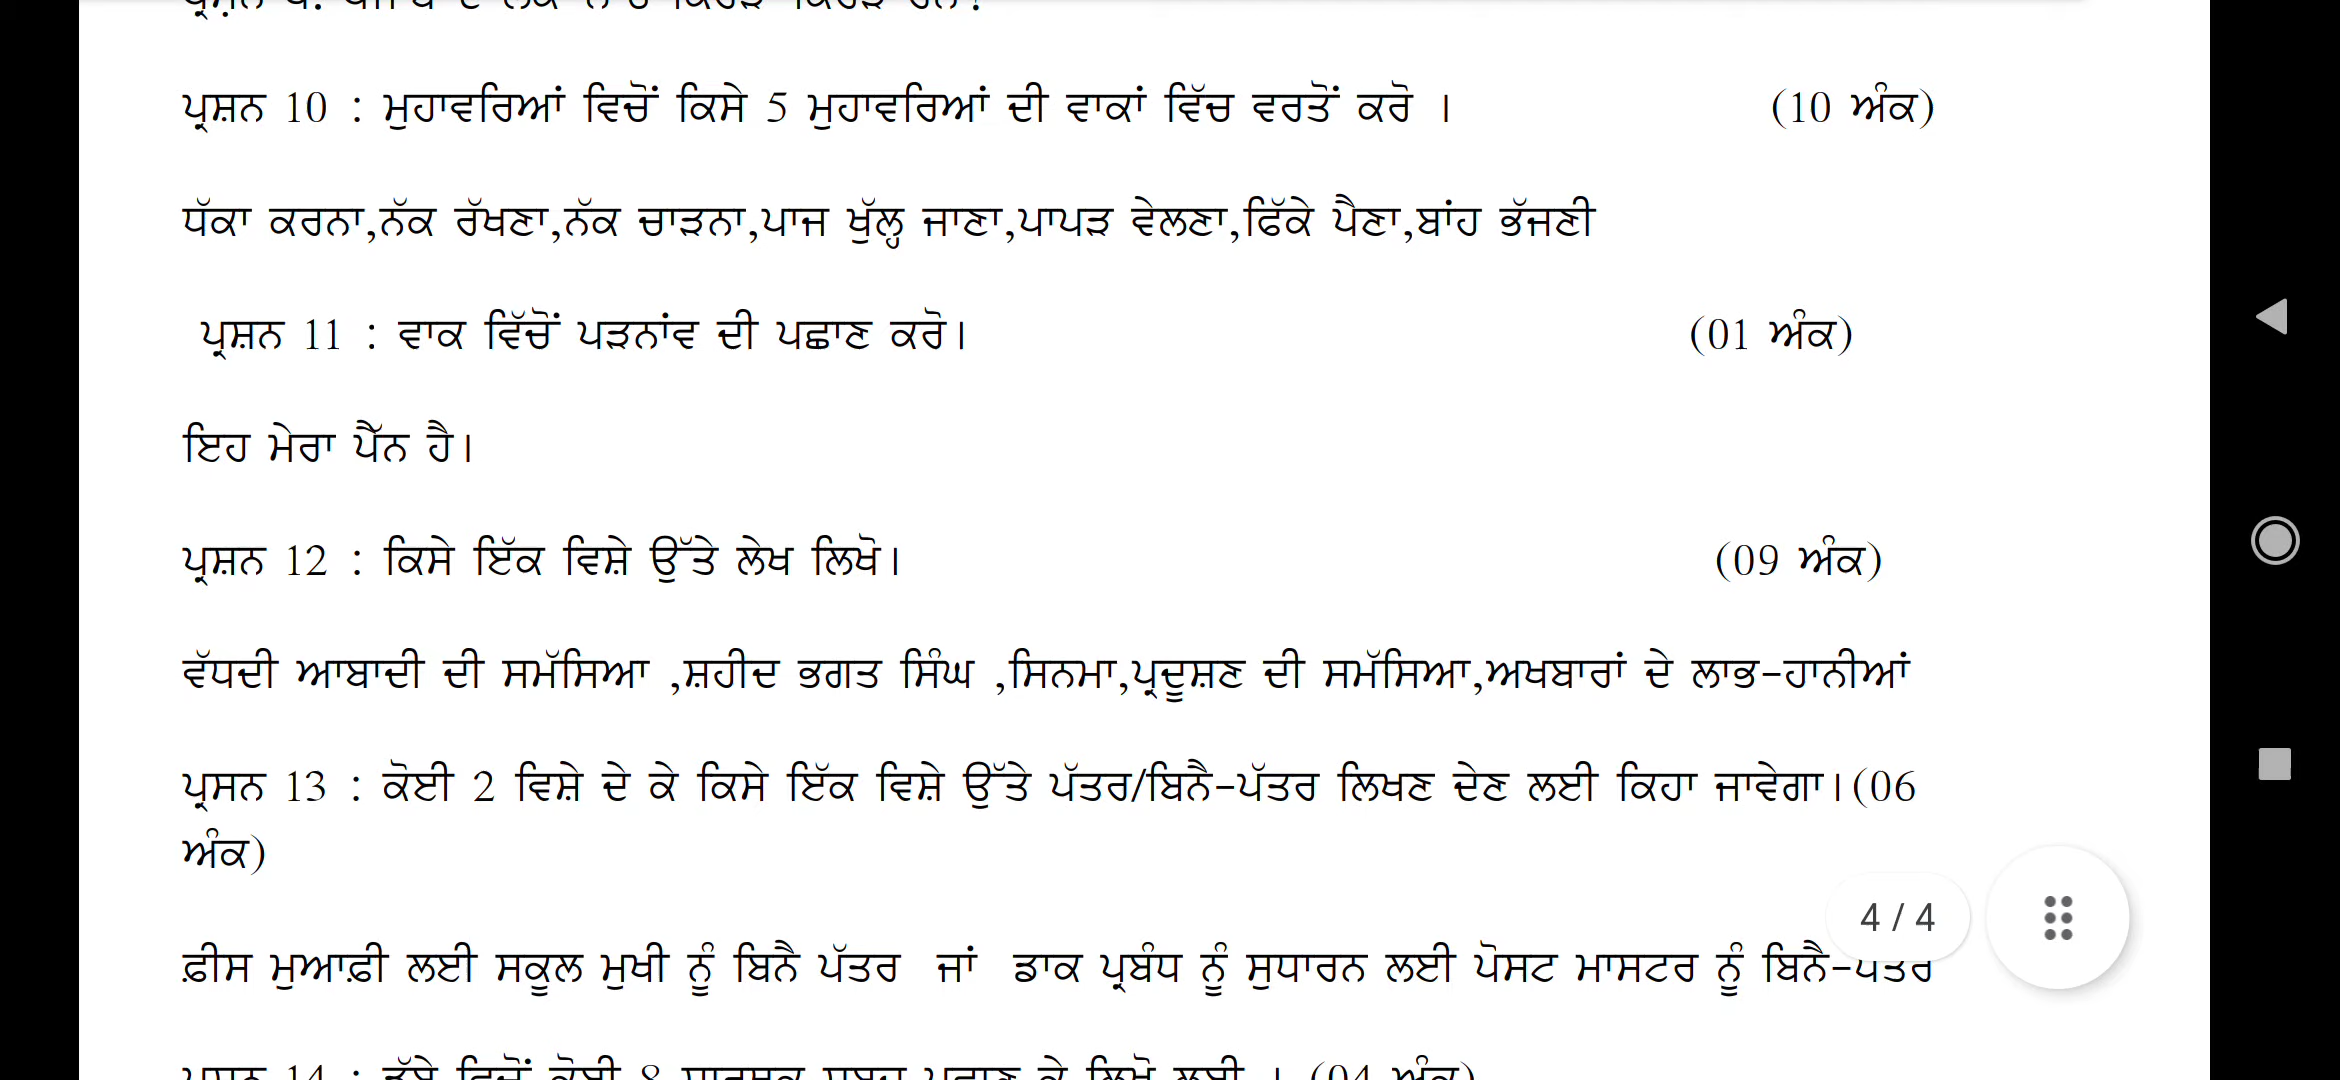 ਪ੍ਰਸ਼ਨ 10 : ਮੁਹਾਵਰਿਆਂ ਵਿਚੋਂ ਕਿਸੇ 5 ਮੁਹਾਵਰਿਆਂ ਦੀ ਵਾਕਾਂ ਵਿੱਚ ਵਰਤੋਂ ਕਰੋ । (10 ਅੰਕ)
ਧੱਕਾ ਕਰਨਾ,ਨੱਕ ਰੱਖਣਾ,ਨੱਕ ਚਾੜਨਾ,ਪਾਜ ਖੁੱਲ੍ਹ ਜਾਣਾ,ਪਾਪੜ ਵੇਲਣਾ,ਫਿੱਕੇ ਪੈਣਾ,ਬਾਂਹ ਭੱਜਣੀ
ਪ੍ਰਸ਼ਨ 11 : ਵਾਕ ਵਿੱਚੋਂ ਪੜਨਾਂਵ ਦੀ ਪਛਾਣ ਕਰੋ। (01 ਅੰਕ)
ਇਹ ਮੇਰਾ ਪੈੱਨ ਹੈ।
ਪ੍ਰਸ਼ਨ 12 : ਕਿਸੇ ਇੱਕ ਵਿਸ਼ੇ ਉੱਤੇ ਲੇਖ ਲਿਖੋ। (09 ਅੰਕ)
ਵੱਧਦੀ ਆਬਾਦੀ ਦੀ ਸਮੱਸਿਆ ,ਸ਼ਹੀਦ ਭਗਤ ਸਿੰਘ ,ਸਿਨਮਾ,ਪ੍ਰਦੂਸ਼ਣ ਦੀ ਸਮੱਸਿਆ,ਅਖਬਾਰਾਂ ਦੇ ਲਾਭ-ਹਾਨੀਆਂ
ਪ੍ਰਸਨ 13 : ਕੋਈ 2 ਵਿਸ਼ੇ ਦੇ ਕੇ ਕਿਸੇ ਇੱਕ ਵਿਸ਼ੇ ਉੱਤੇ ਪੱਤਰ/ਬਿਨੈ-ਪੱਤਰ ਲਿਖਣ ਦੇਣ ਲਈ ਕਿਹਾ ਜਾਵੇਗਾ।(06
ਅੰਕ)
4 / 4
ਫ਼ੀਸ ਮੁਆਫ਼ੀ ਲਈ ਸਕੂਲ ਮੁਖੀ ਨੂੰ ਬਿਨੈ ਪੱਤਰ ਜਾਂ ਡਾਕ ਪ੍ਰਬੰਧ ਨੂੰ ਸੁਧਾਰਨ ਲਈ ਪੋਸਟ ਮਾਸਟਰ ਨੂੰ ਬਿਨੈ-ਪੱਤਰ